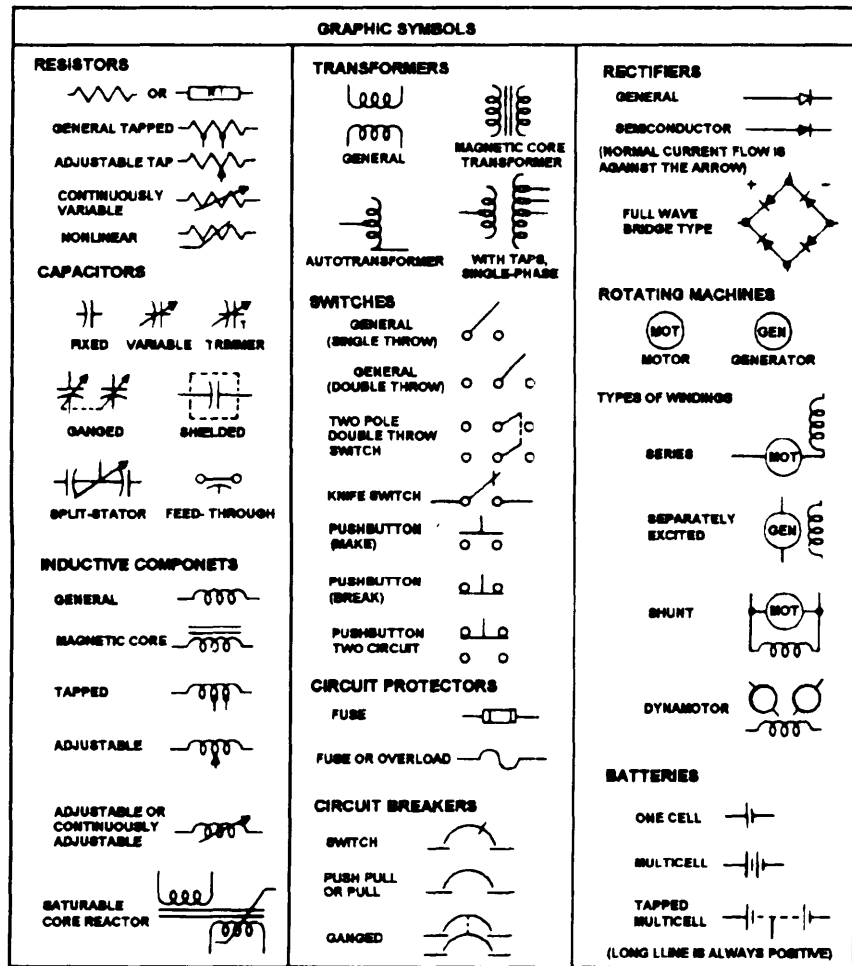 GRAPHIC SYMBOLS
RESISTORS
OR
GENERAL TAPPED
ADJUSTABLE TAP
CONTINUOUSLY
VARIABLE
NONLINEAR
CAPACITORS
FIXED VARIABLE TRIMMER
T
GANGED SHIELDED
SPLIT-STATOR FEED- THROUGH
INDUCTIVE COMPONETS
GENERAL
MAGNETIC CORE
TAPPED
ADJUSTABLE
ADJUSTABLE OR
CONTINUOUSLY
ADJUSTABLE
SATURABLE
CORE REACTOR
TRANSFORMERS
GENERAL
MAGNETIC CORE
TRANSFORMER
AUTOTRANSFORMER
WITH TAPS,
SINGLE-PHASE
SWITCHES
GENERAL
(SINGLE THROW)
GENERAL
(DOUBLE THROW)
TWO POLE
DOUBLE THROW
SWITCH
KNIFE SWITCH
PUSHBUTTON
(MAKE)
PUSHBUTTON
(BREAK)
PUSHBUTTON
TWO CIRCUIT
CIRCUIT PROTECTORS
FUSE
FUSE OR OVERLOAD
CIRCUIT BREAKERS
SWITCH
PUSH PULL
OR PULL
GANGED
RECTIFIERS
GENERAL
SEMICONDUCTOR
(NORMAL CURRENT FLOW IS
AGAINST THE ARROW)
+ -
FULL WAVE
BRIDGE TYPE
ROTATING MACHINES
MOT GEN
MOTOR GENERATOR
TYPES OF WINDINGS
SERIES
MOT
SEPARATELY
EXCITED
GEN
SHUNT
MOT
DYNAMOTOR
BATTERIES
ONE CELL
MULTICELL
TAPPED
MULTICELL
(LONG LLINE IS ALWAYS POSITIVE)